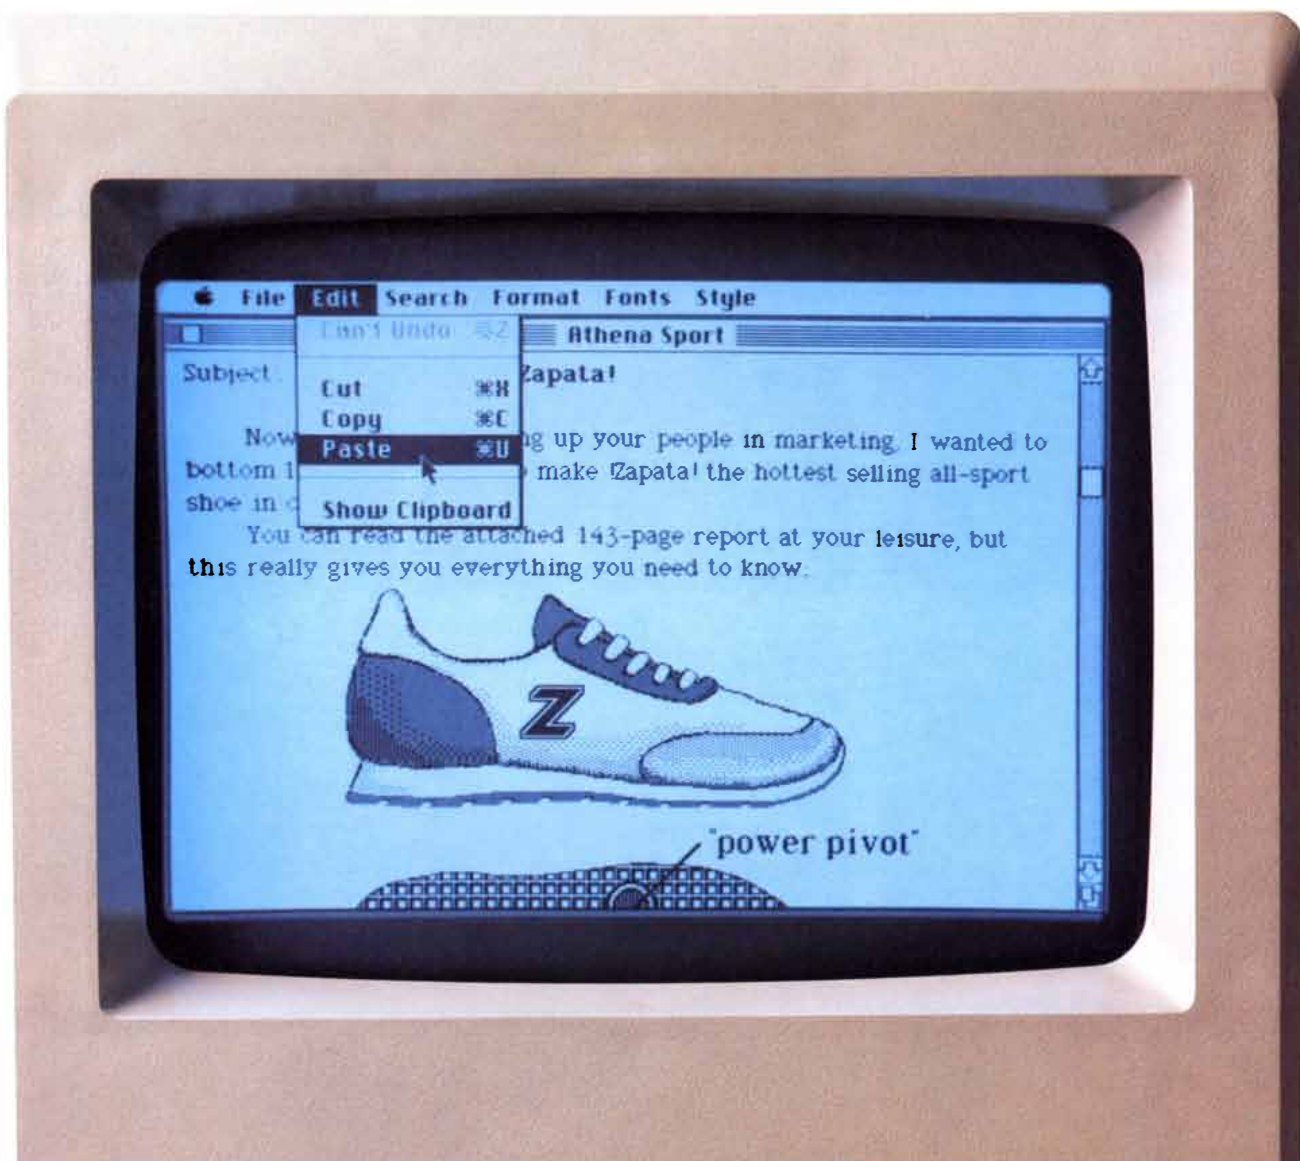 File Edit Search Format Fonts Style
Can't Undo ⌘Z
Cut ⌘X
Copy ⌘C
Paste ⌘V
Show Clipboard
Athena Sport
Subject Zapata!
Now g up your people in marketing, I wanted to
bottom make !Zapata! the hottest selling all-sport
shoe in
You can read the attached 143-page report at your leisure, but
this really gives you everything you need to know.
Z
"power pivot"